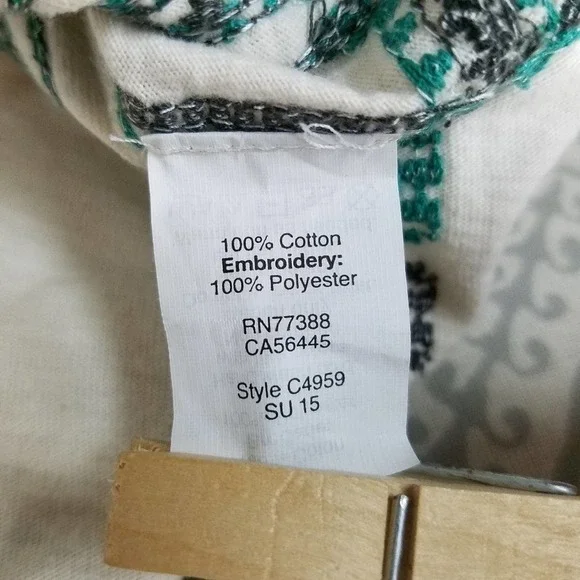 100% Cotton
Embroidery:
100% Polyester
RN77388
CA56445
Style C4959
SU 15